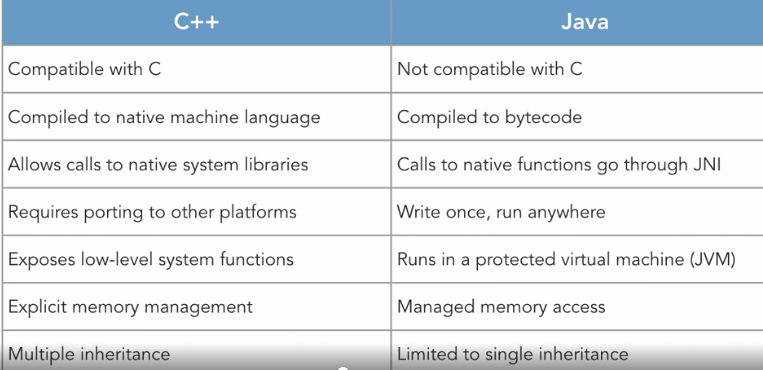 C++ Java
Compatible with C Not compatible with C
Compiled to native machine language Compiled to bytecode
Allows calls to native system libraries Calls to native functions go through JNI
Requires porting to other platforms Write once, run anywhere
Exposes low-level system functions Runs in a protected virtual machine (JVM)
Explicit memory management Managed memory access
Multiple inheritance Limited to single inheritance